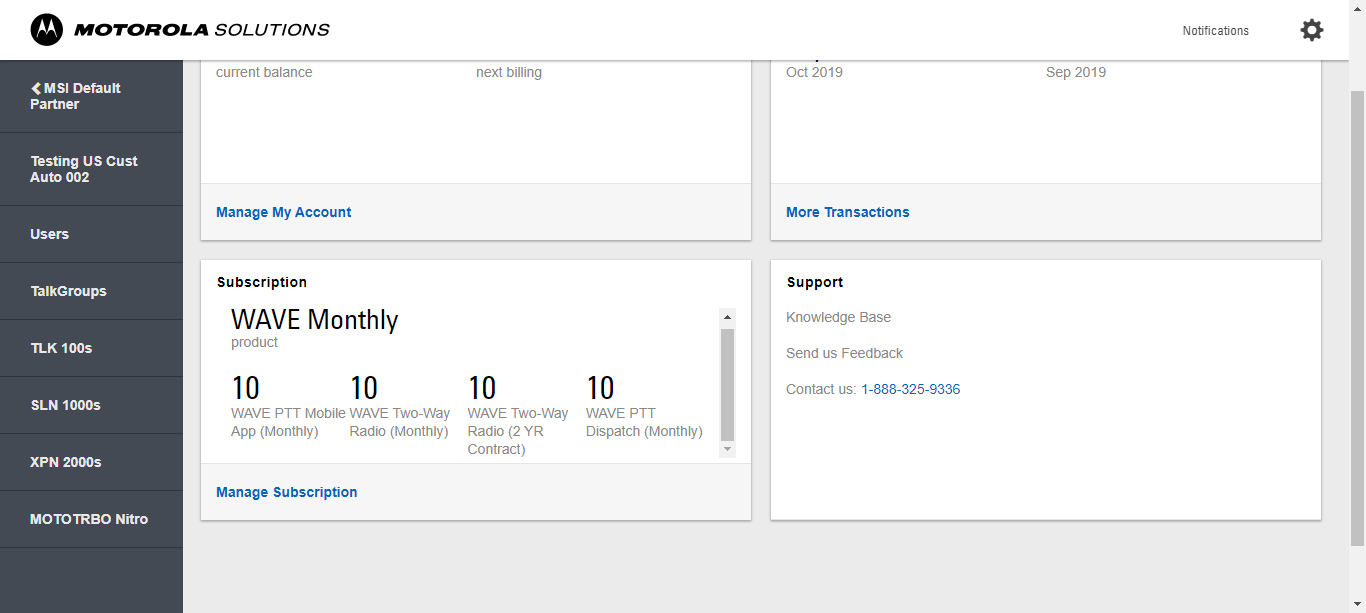 MOTOROLA SOLUTIONS
Notifications
MSI Default
Partner
Testing US Cust
Auto 002
Users
TalkGroups
TLK 100s
SLN 1000s
XPN 2000s
MOTOTRBO Nitro
current balance
next billing
Manage My Account
Oct 2019
Sep 2019
More Transactions
Subscription
WAVE Monthly
product
10
WAVE PTT Mobile
App (Monthly)
10
WAVE Two-Way
Radio (Monthly)
10
WAVE Two-Way
Radio (2 YR
Contract)
10
WAVE PTT
Dispatch (Monthly)
Manage Subscription
Support
Knowledge Base
Send us Feedback
Contact us: 1-888-325-9336